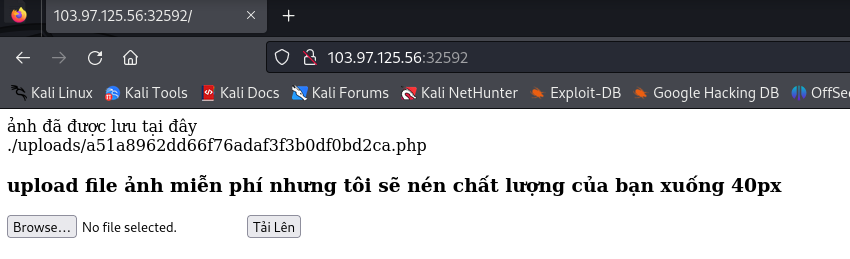 103.97.125.56:32592/
103.97.125.56:32592
Kali Linux Kali Tools Kali Docs Kali Forums Kali NetHunter Exploit-DB Google Hacking DB OffSec
ảnh đã được lưu tại đây
./uploads/a51a8962dd66f76adaf3f3b0df0bd2ca.php
upload file ảnh miễn phí nhưng tôi sẽ nén chất lượng của bạn xuống 40px
Browse... No file selected. Tải Lên